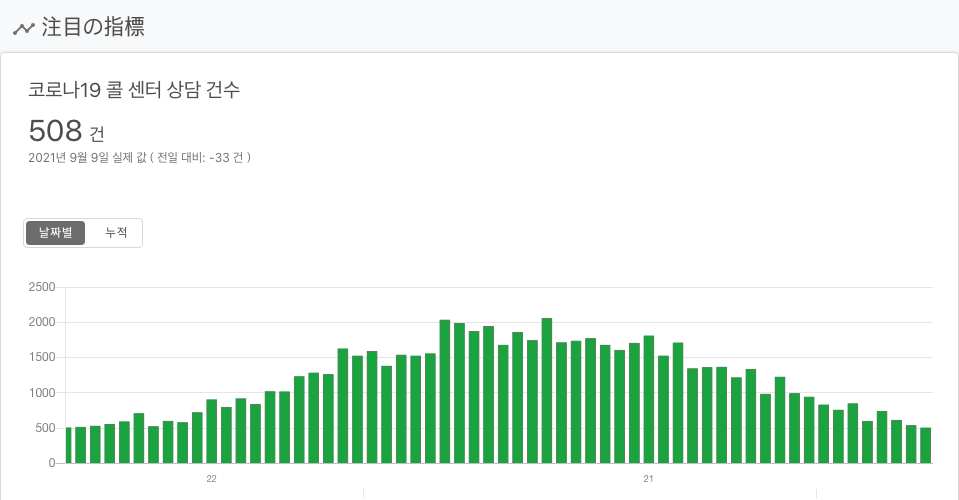 注目の指標
코로나19 콜 센터 상담 건수
508 건
2021년 9월 9일 실제 값 ( 전일 대비: -33 건 )
날짜별 누적
2500
2000
1500
1000
500
0
22 21